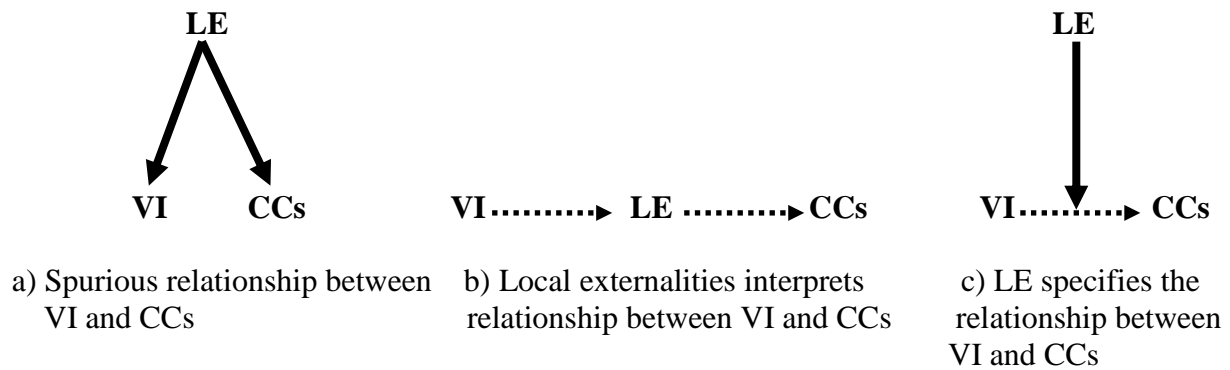 LE
VI CCs
a) Spurious relationship between
VI and CCs
VI LE CCs
b) Local externalities interprets
relationship between VI and CCs
LE
VI CCs
c) LE specifies the
relationship between
VI and CCs